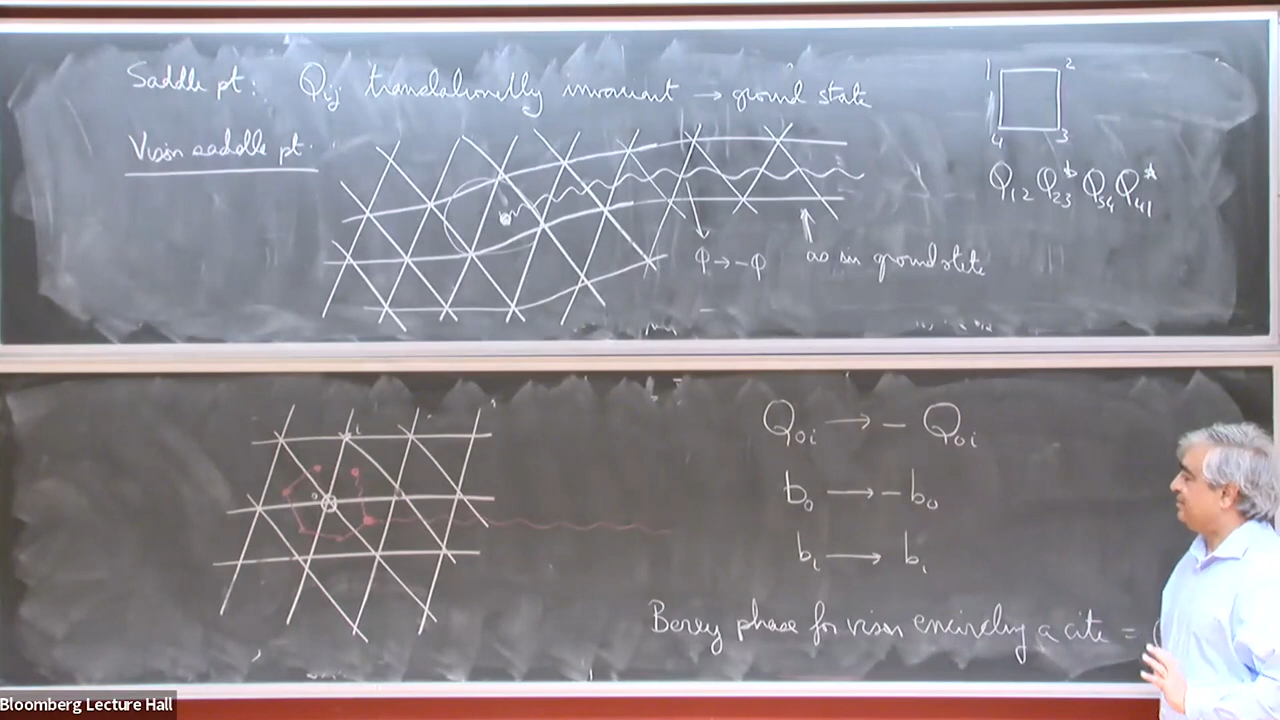 Saddle pt: Qij translationally invariant → ground state
Vison saddle pt.
1 2
4 3
Q12 Q23* Q34 Q41*
Φ → -Φ
as in ground state
i
0
Q0i → - Q0i
b0 → - b0
bi → bi
Berry phase for vison encircling a site =
Bloomberg Lecture Hall